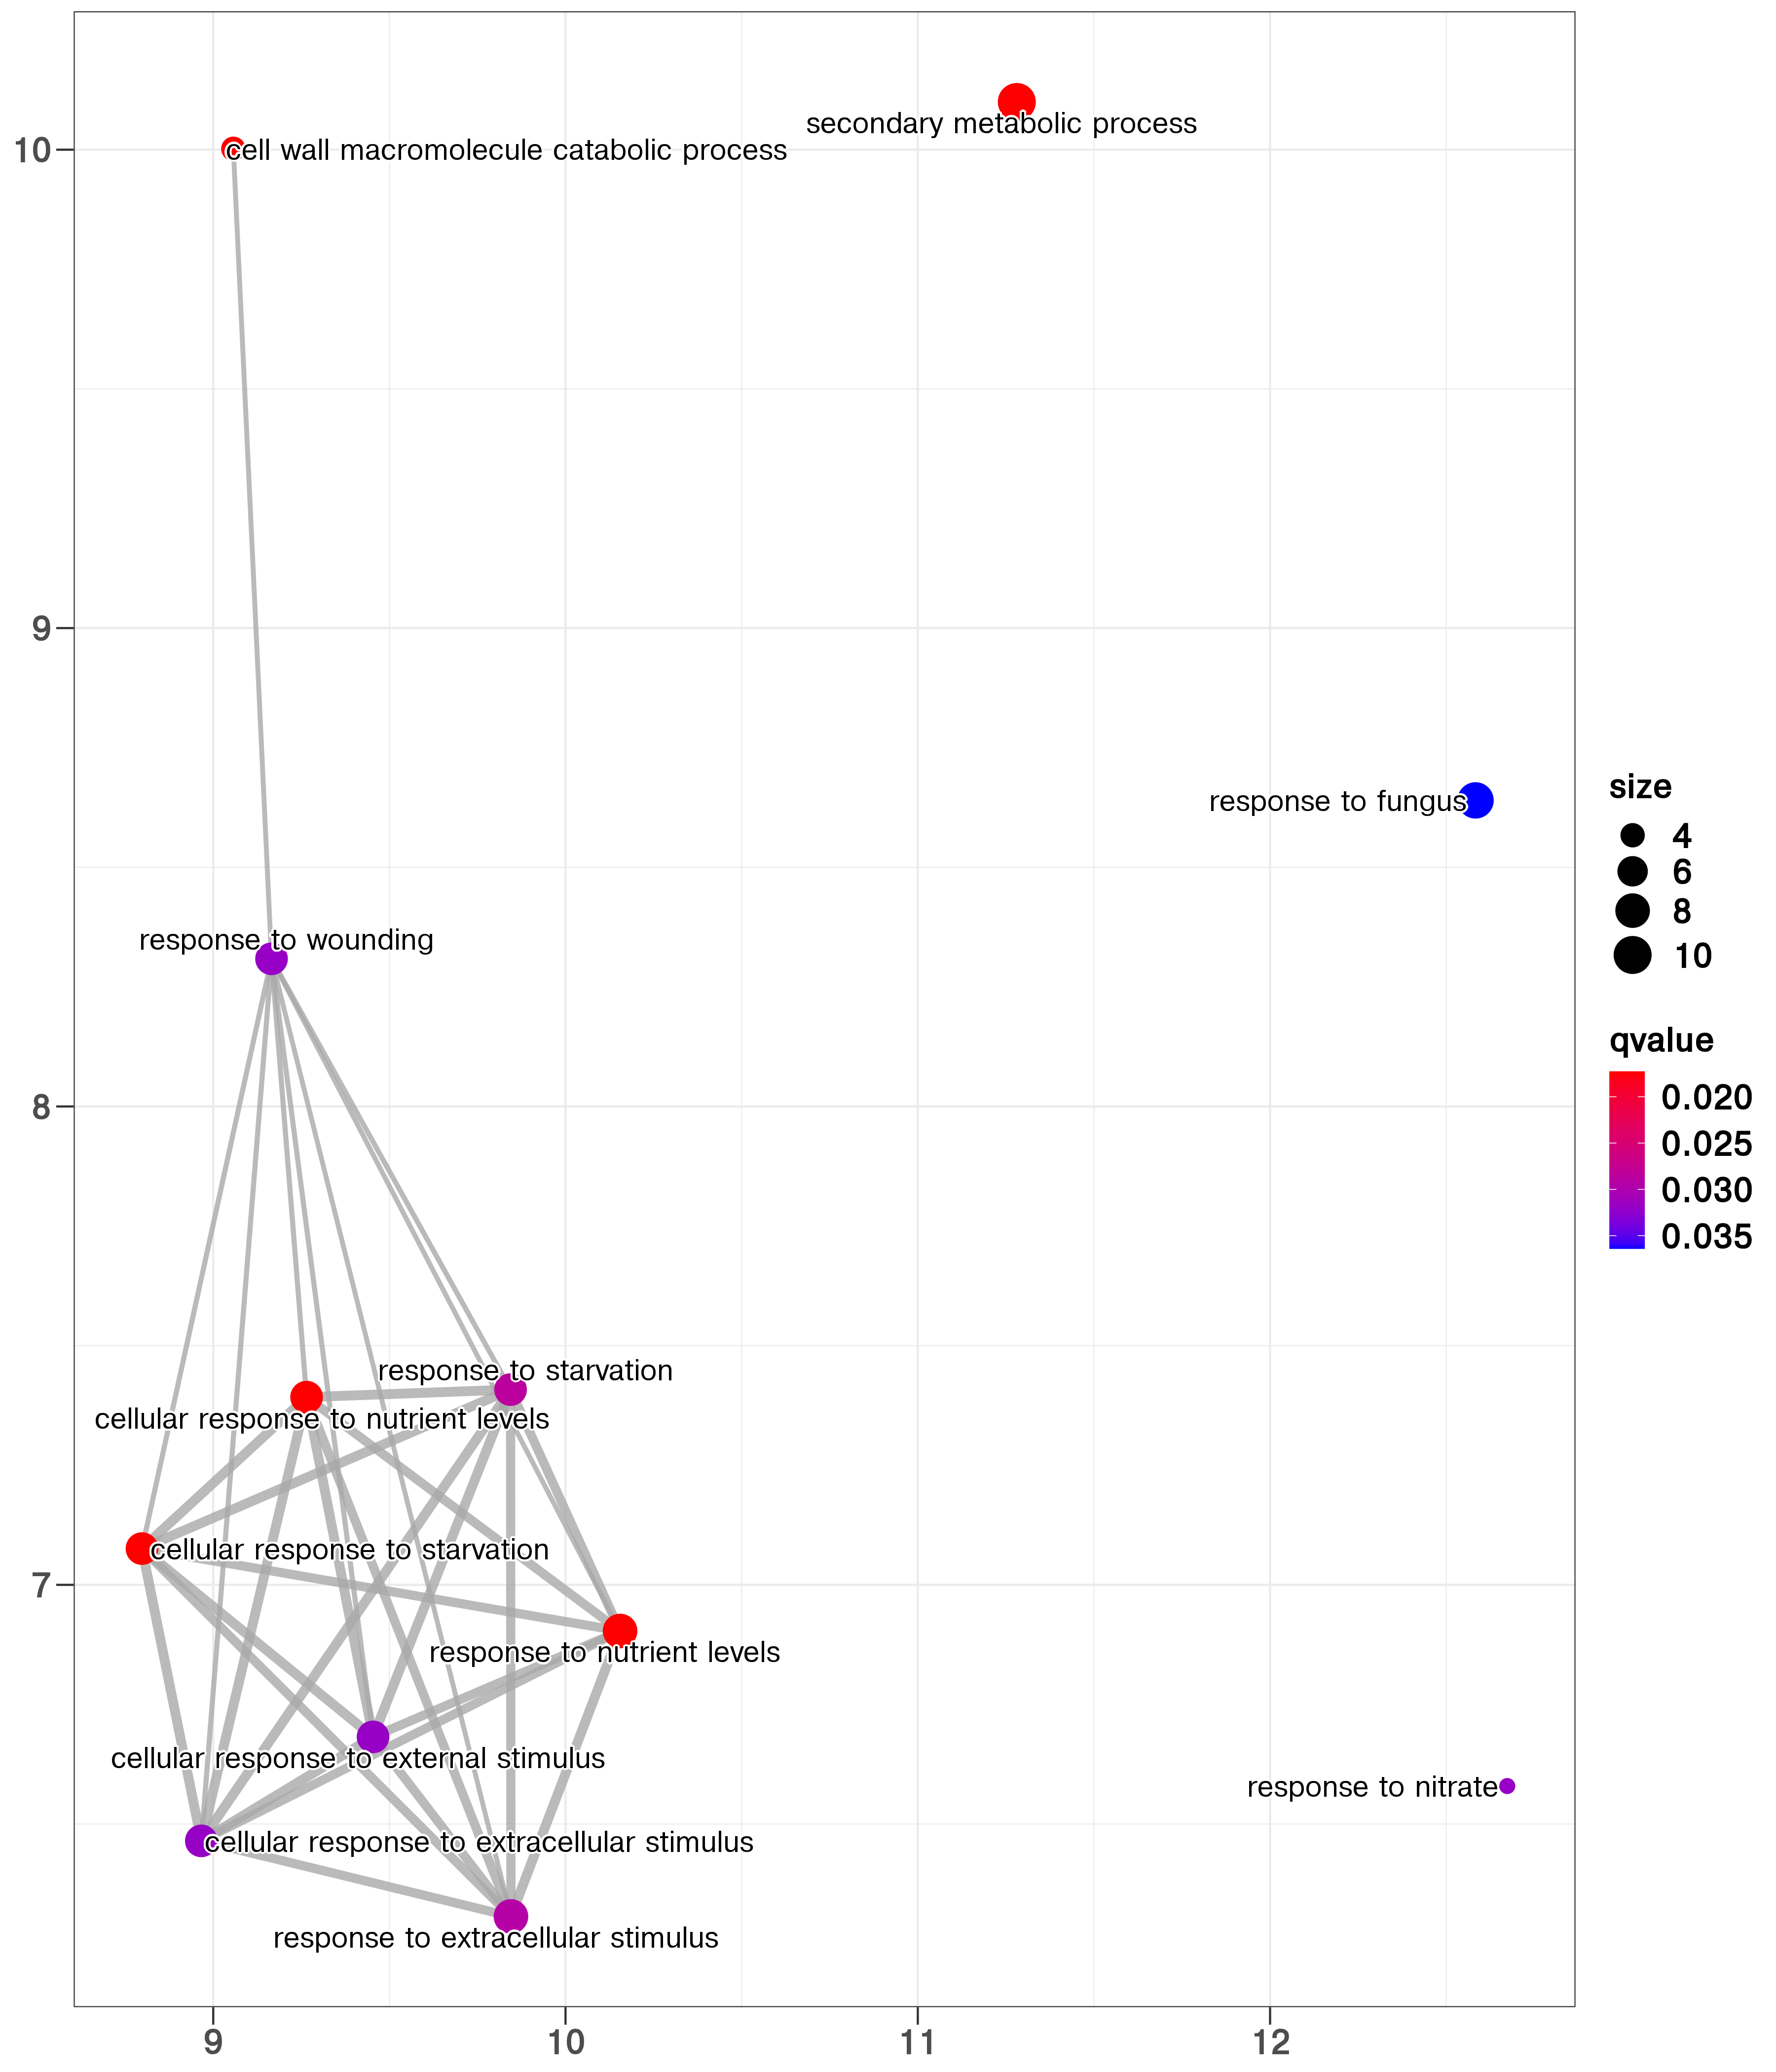 secondary metabolic process
10
cell wall macromolecule catabolic process
9
response to fungus
response to wounding
8
response to starvation
cellular response to nutrient levels
cellular response to starvation
7
response to nutrient levels
cellular response to external stimulus
response to nitrate
cellular response to extracellular stimulus
response to extracellular stimulus
9 10 11 12
size
4
6
8
10
qvalue
0.020
0.025
0.030
0.035